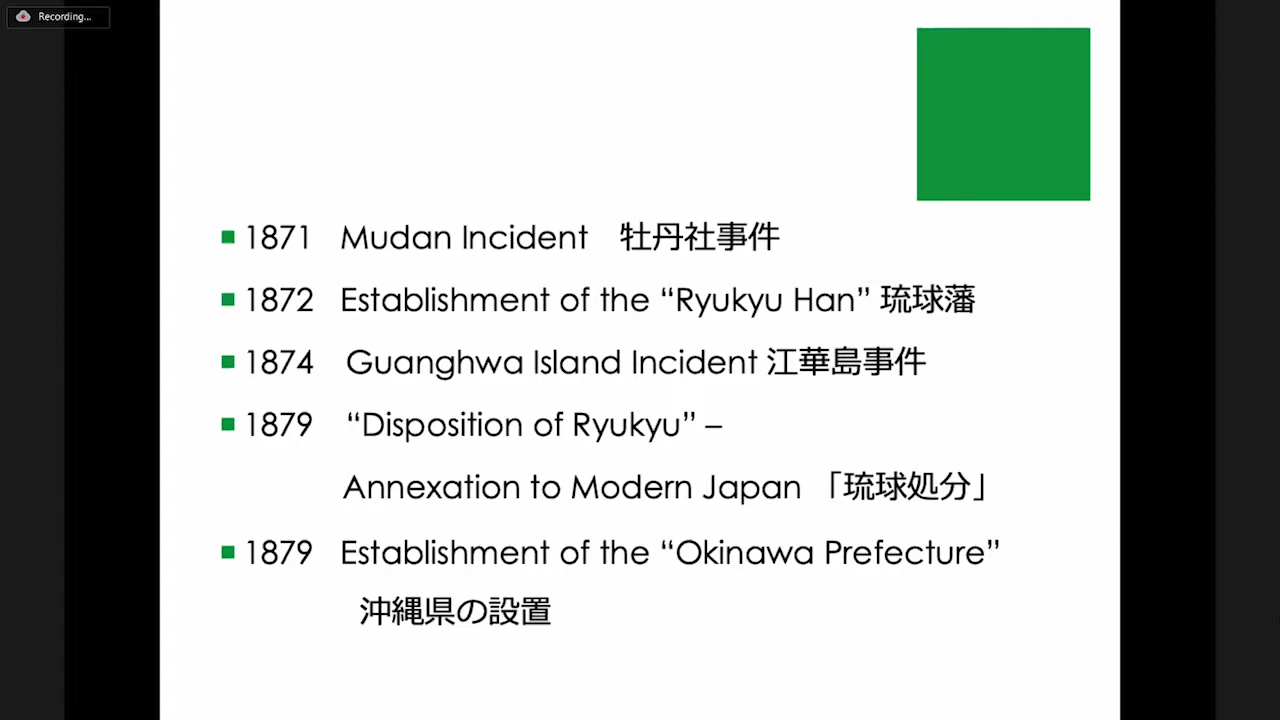 Recording...
1871 Mudan Incident 牡丹社事件
1872 Establishment of the “Ryukyu Han” 琉球藩
1874 Guanghwa Island Incident 江華島事件
1879 “Disposition of Ryukyu” –
Annexation to Modern Japan 「琉球処分」
1879 Establishment of the “Okinawa Prefecture”
沖縄県の設置